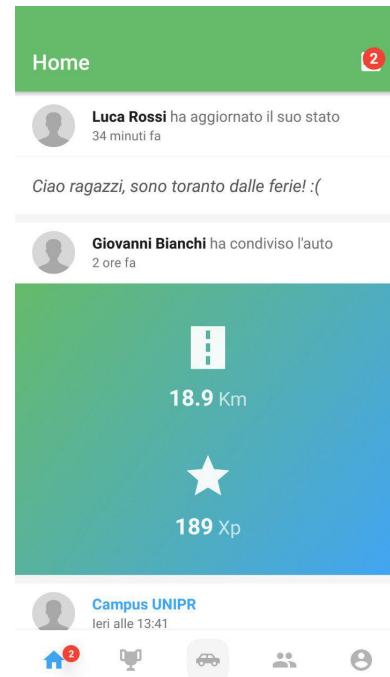 Home
2
Luca Rossi ha aggiornato il suo stato
34 minuti fa
Ciao ragazzi, sono toranto dalle ferie! :(
Giovanni Bianchi ha condiviso l'auto
2 ore fa
18.9 Km
189 Xp
Campus UNIPR
Ieri alle 13:41
2